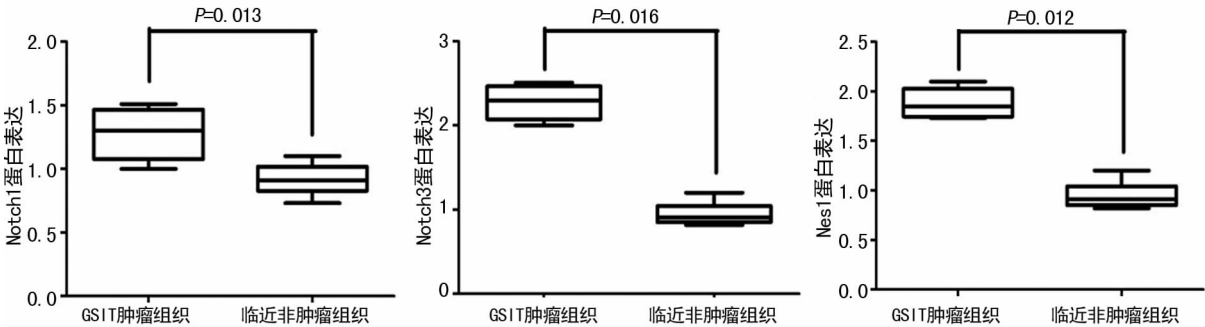 P=0.013
2.0
1.5
1.0
0.5
0.0
Notch1蛋白表达
GSIT肿瘤组织
临近非肿瘤组织
P=0.016
3
2
1
0
Notch3蛋白表达
GSIT肿瘤组织
临近非肿瘤组织
P=0.012
2.5
2.0
1.5
1.0
0.5
0.0
Nes1蛋白表达
GSIT肿瘤组织
临近非肿瘤组织